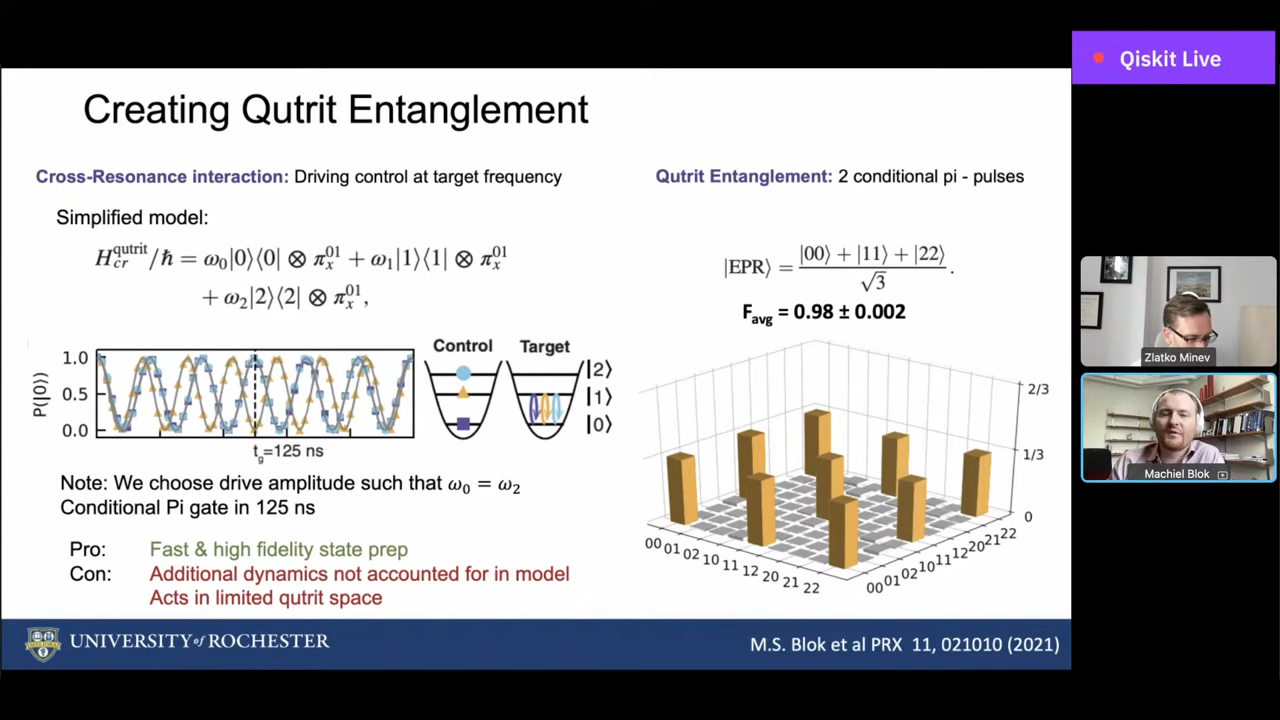 Qiskit Live
Creating Qutrit Entanglement
Cross-Resonance interaction: Driving control at target frequency
Simplified model:
H_{cr}^{qutrit}/ℏ = ω₀|0⟩⟨0| ⊗ π_x^{01} + ω₁|1⟩⟨1| ⊗ π_x^{01}
+ ω₂|2⟩⟨2| ⊗ π_x^{01},
P(|0⟩)
1.0
0.5
0.0
t_g=125 ns
Control Target
|2⟩
|1⟩
|0⟩
Note: We choose drive amplitude such that ω₀ = ω₂
Conditional Pi gate in 125 ns
Pro: Fast & high fidelity state prep
Con: Additional dynamics not accounted for in model
Acts in limited qutrit space
Qutrit Entanglement: 2 conditional pi - pulses
|EPR⟩ = (|00⟩ + |11⟩ + |22⟩)/√3 .
F_avg = 0.98 ± 0.002
2/3
1/3
0
00 01 02 10 11 12 20 21 22
00 01 02 10 11 12 20 21 22
Zlatko Minev
Machiel Blok
UNIVERSITY of ROCHESTER
M.S. Blok et al PRX 11, 021010 (2021)